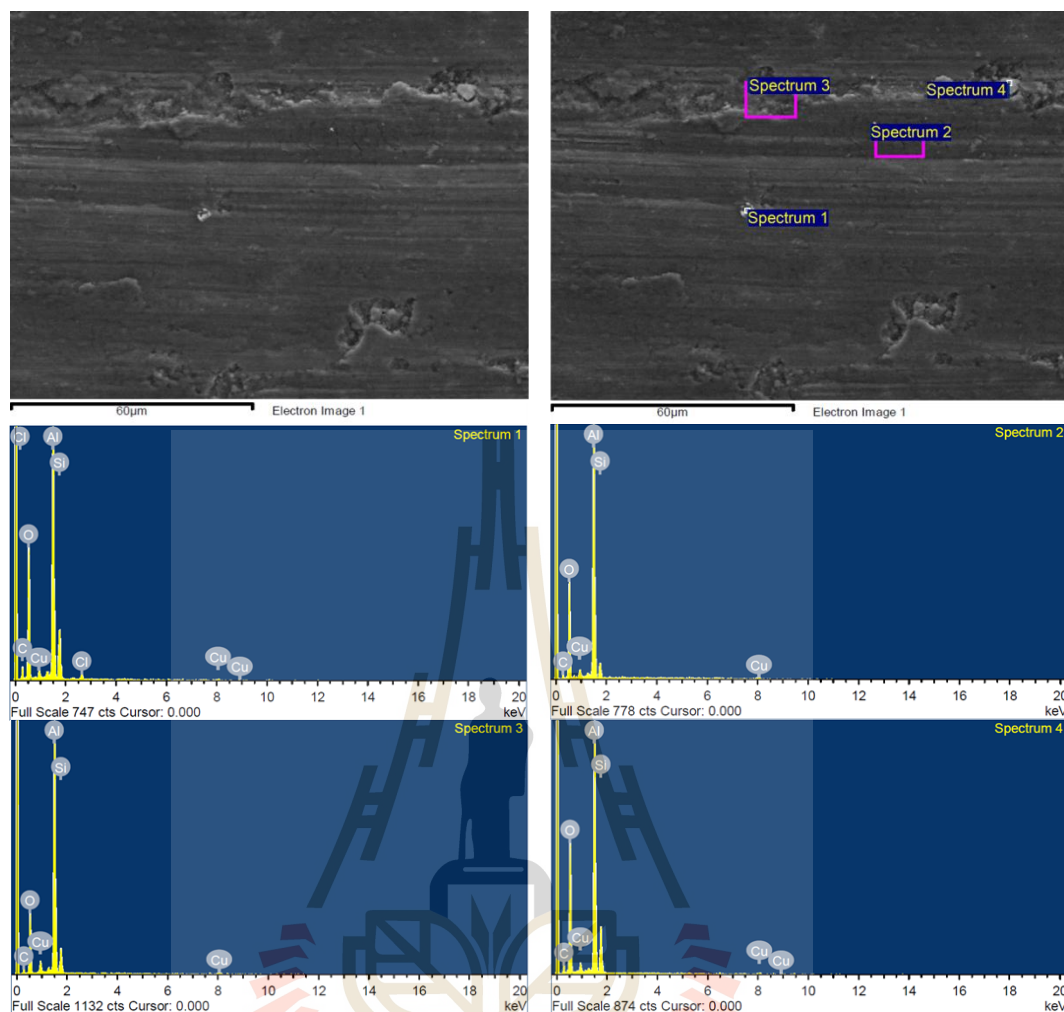 Spectrum 3
Spectrum 4
Spectrum 2
Spectrum 1
60µm Electron Image 1
60µm Electron Image 1
Spectrum 1
Cl Al
Si
O
C Cu Cl Cu Cu
0 2 4 6 8 10 12 14 16 18 20
Full Scale 747 cts Cursor: 0.000 keV
Spectrum 2
Al
Si
O
C Cu Cu
0 2 4 6 8 10 12 14 16 18 20
Full Scale 778 cts Cursor: 0.000 keV
Spectrum 3
Al
Si
O
C Cu Cu
0 2 4 6 8 10 12 14 16 18 20
Full Scale 1132 cts Cursor: 0.000 keV
Spectrum 4
Al
Si
O
C Cu Cu Cu
0 2 4 6 8 10 12 14 16 18 20
Full Scale 874 cts Cursor: 0.000 keV